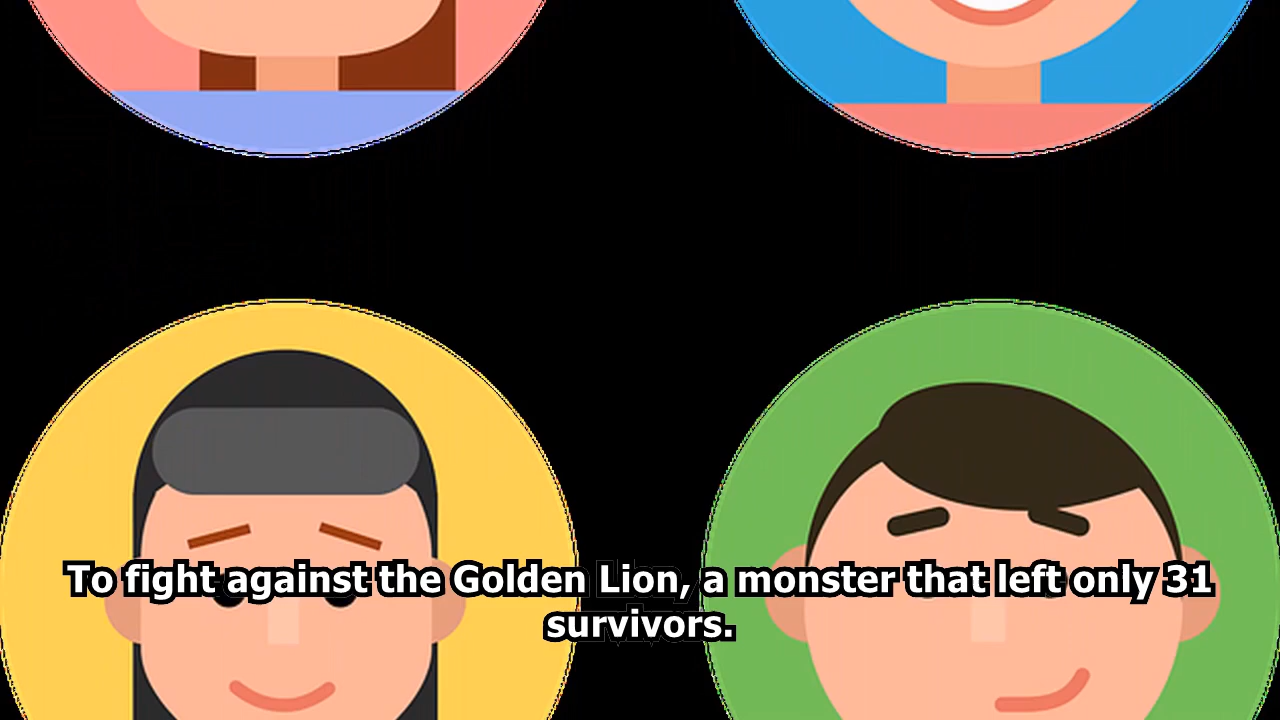 To fight against the Golden Lion, a monster that left only 31
survivors.